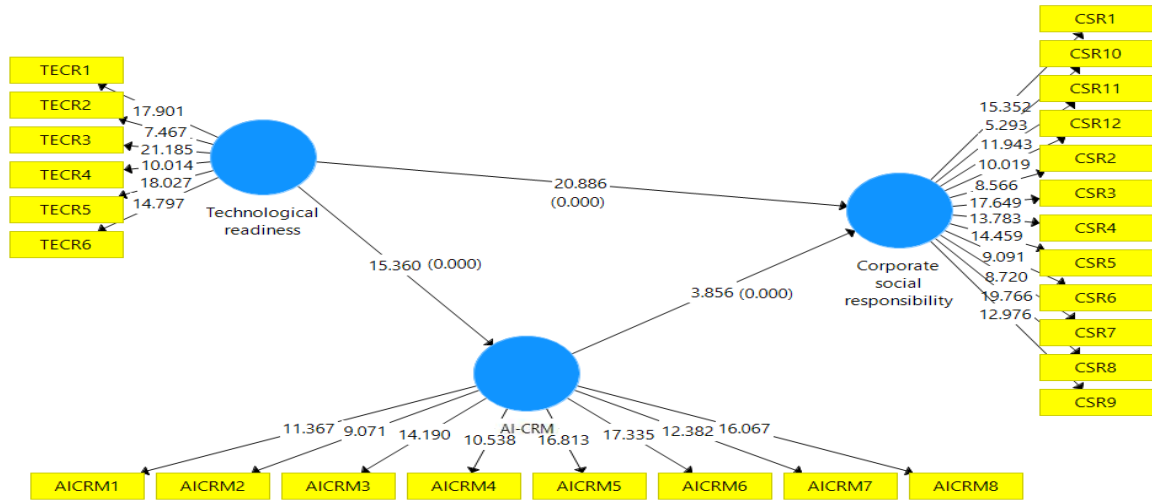 TECR1
TECR2
TECR3
TECR4
TECR5
TECR6
17.901
7.467
21.185
10.014
18.027
14.797
Technological
readiness
20.886
(0.000)
15.360 (0.000)
3.856 (0.000)
Corporate
social
responsibility
15.352
5.293
11.943
10.019
8.566
17.649
13.783
14.459
9.091
8.720
19.766
12.976
CSR1
CSR10
CSR11
CSR12
CSR2
CSR3
CSR4
CSR5
CSR6
CSR7
CSR8
CSR9
AI-CRM
11.367
9.071
14.190
10.538
16.813
17.335
12.382
16.067
AICRM1
AICRM2
AICRM3
AICRM4
AICRM5
AICRM6
AICRM7
AICRM8